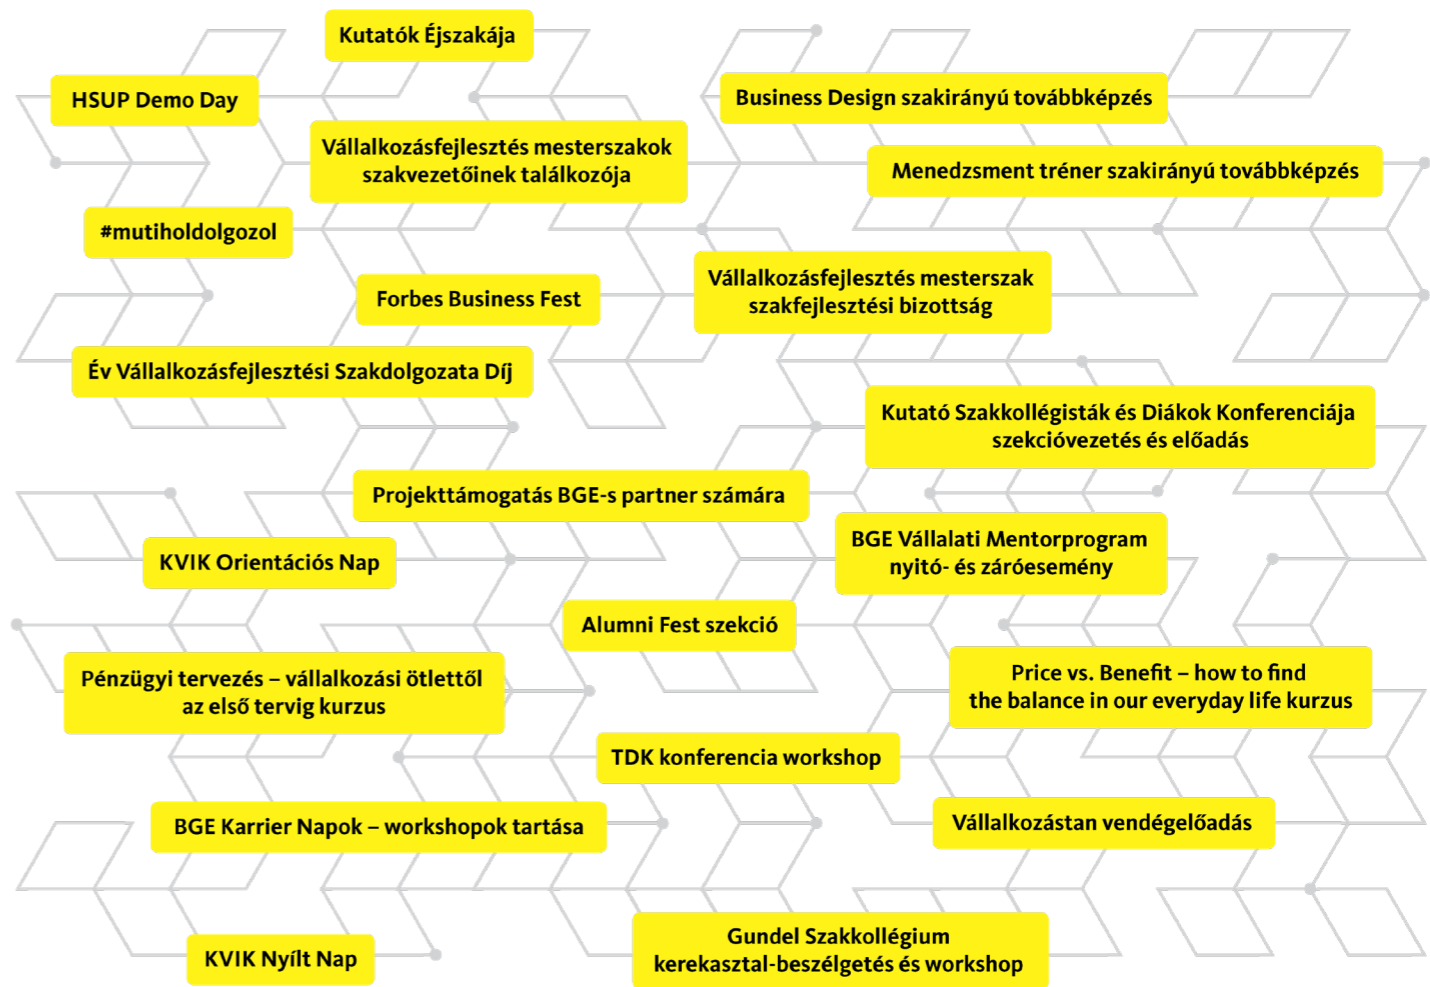 Kutatók Éjszakája
HSUP Demo Day
Business Design szakirányú továbbképzés
Vállalkozásfejlesztés mesterszakok
szakvezetőinek találkozója
Menedzsment tréner szakirányú továbbképzés
#mutiholdolgozol
Forbes Business Fest
Vállalkozásfejlesztés mesterszak
szakfejlesztési bizottság
Év Vállalkozásfejlesztési Szakdolgozata Díj
Kutató Szakkollégisták és Diákok Konferenciája
szekcióvezetés és előadás
Projekttámogatás BGE-s partner számára
BGE Vállalati Mentorprogram
nyitó- és záróesemény
KVIK Orientációs Nap
Alumni Fest szekció
Pénzügyi tervezés – vállalkozási ötlettől
az első tervig kurzus
Price vs. Benefit – how to find
the balance in our everyday life kurzus
TDK konferencia workshop
BGE Karrier Napok – workshopok tartása
Vállalkozástan vendégelőadás
KVIK Nyílt Nap
Gundel Szakkollégium
kerekasztal-beszélgetés és workshop